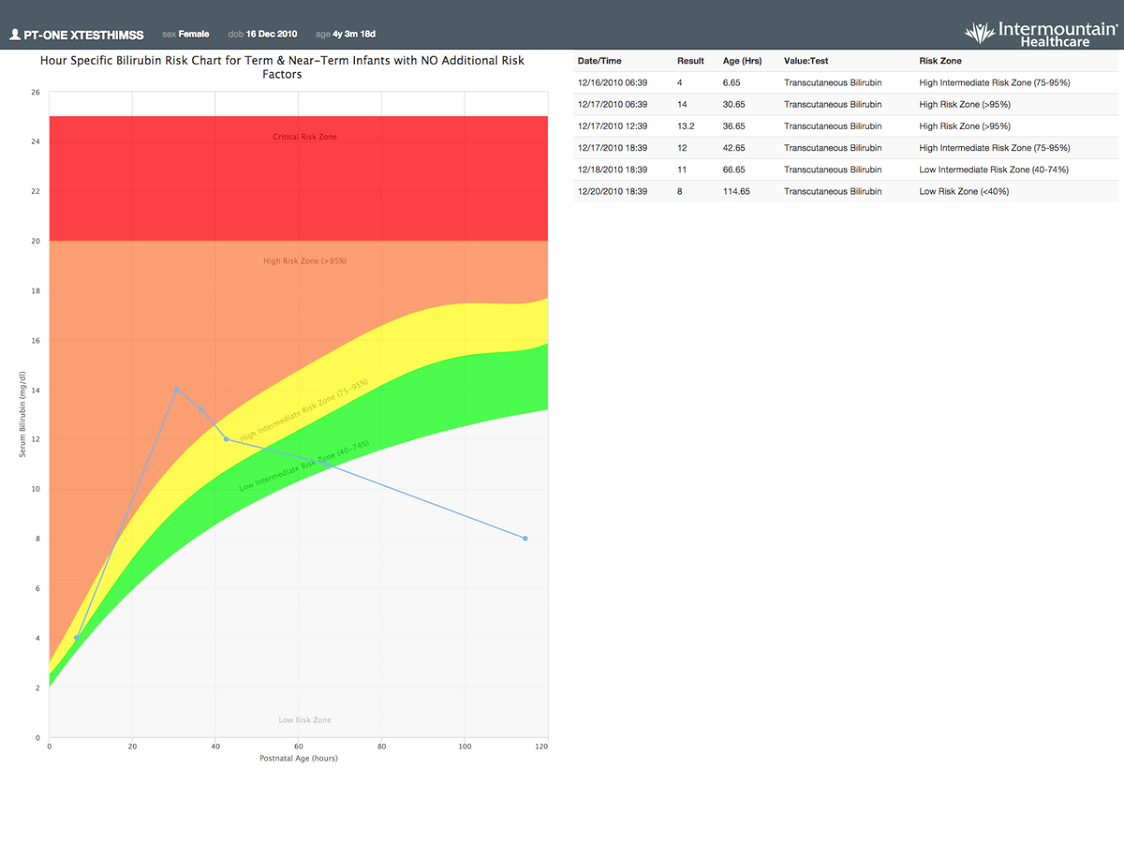 PT-ONE XTESTHIMSS sex Female dob 16 Dec 2010 age 4y 3m 18d
Intermountain®
Healthcare
Hour Specific Bilirubin Risk Chart for Term & Near-Term Infants with NO Additional Risk
Factors
26
24
22
20
18
16
14
12
10
8
6
4
2
0
Serum Bilirubin (mg/dl)
Critical Risk Zone
High Risk Zone (>95%)
High Intermediate Risk Zone (75-95%)
Low Intermediate Risk Zone (40-74%)
Low Risk Zone
0 20 40 60 80 100 120
Postnatal Age (hours)
Date/Time Result Age (Hrs) Value:Test Risk Zone
12/16/2010 06:39 4 6.65 Transcutaneous Bilirubin High Intermediate Risk Zone (75-95%)
12/17/2010 06:39 14 30.65 Transcutaneous Bilirubin High Risk Zone (>95%)
12/17/2010 12:39 13.2 36.65 Transcutaneous Bilirubin High Risk Zone (>95%)
12/17/2010 18:39 12 42.65 Transcutaneous Bilirubin High Intermediate Risk Zone (75-95%)
12/18/2010 18:39 11 66.65 Transcutaneous Bilirubin Low Intermediate Risk Zone (40-74%)
12/20/2010 18:39 8 114.65 Transcutaneous Bilirubin Low Risk Zone (<40%)